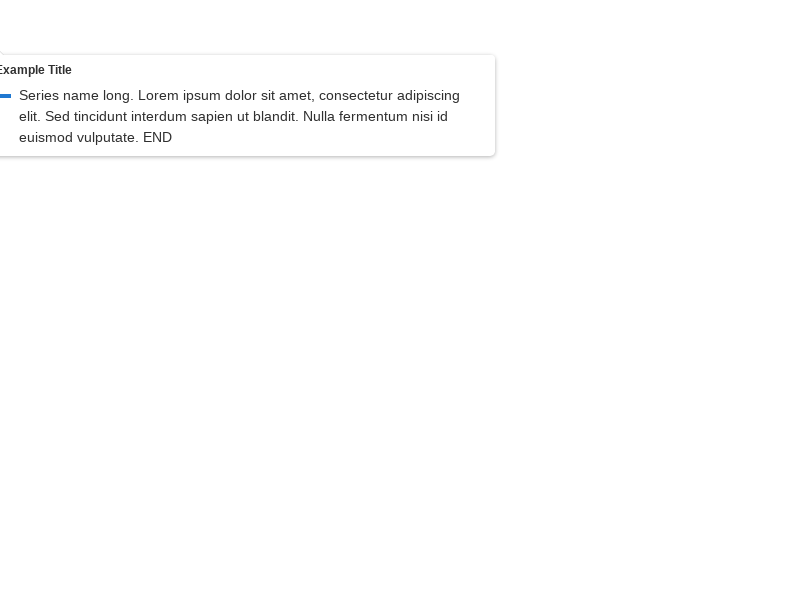 Example Title
Series name long. Lorem ipsum dolor sit amet, consectetur adipiscing
elit. Sed tincidunt interdum sapien ut blandit. Nulla fermentum nisi id
euismod vulputate. END